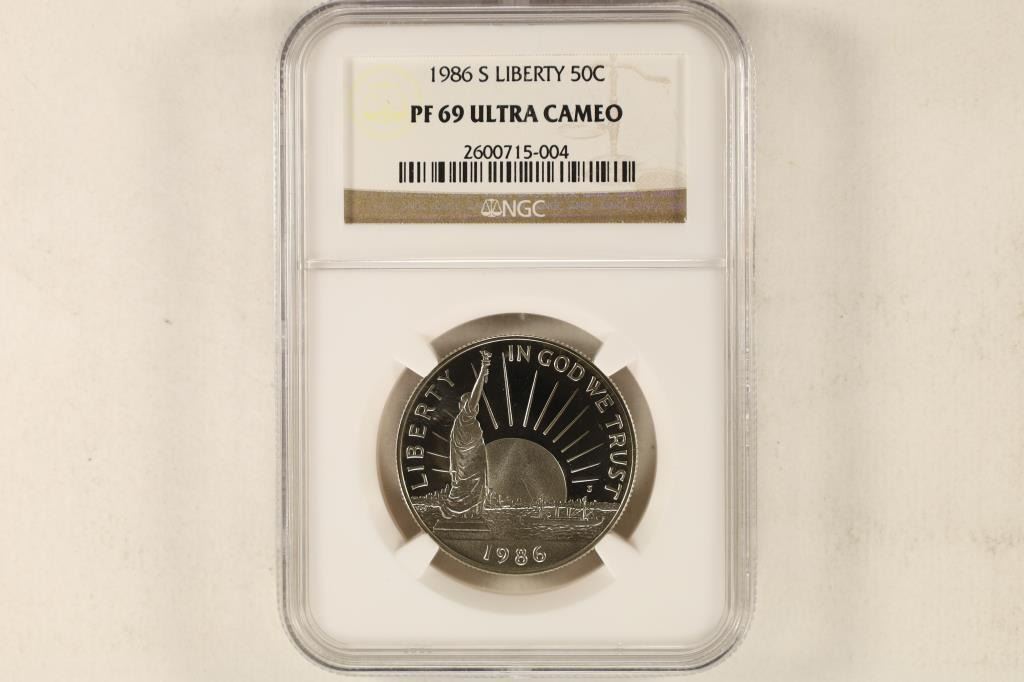 1986 S LIBERTY 50C
PF 69 ULTRA CAMEO
2600715-004
NGC
LIBERTY
IN GOD WE TRUST
S
1986